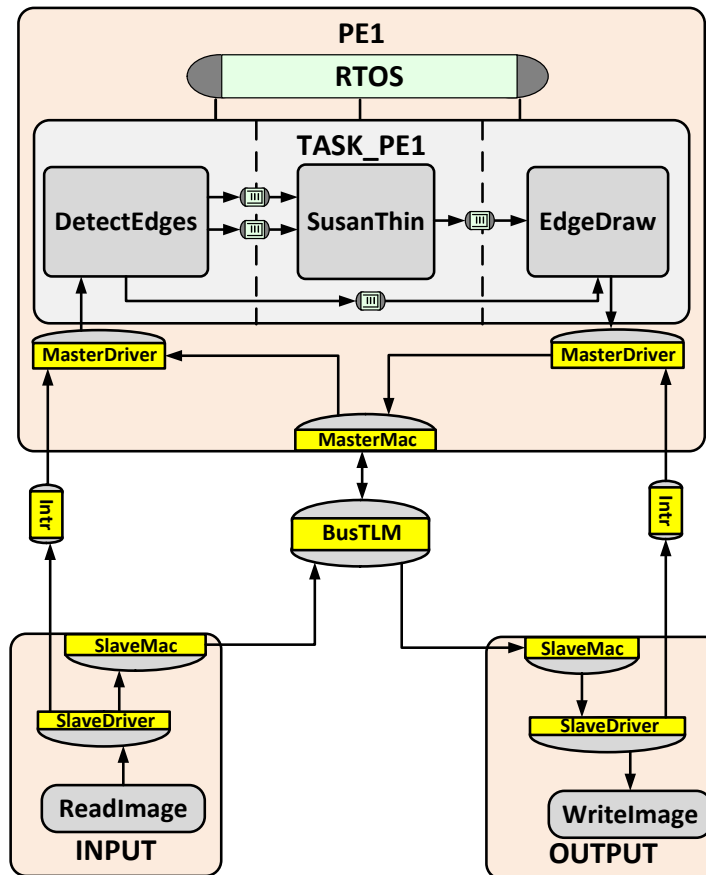 PE1
RTOS
TASK_PE1
DetectEdges
SusanThin
EdgeDraw
MasterDriver
MasterDriver
MasterMac
Intr
Intr
BusTLM
SlaveMac
SlaveMac
SlaveDriver
SlaveDriver
ReadImage
WriteImage
INPUT
OUTPUT